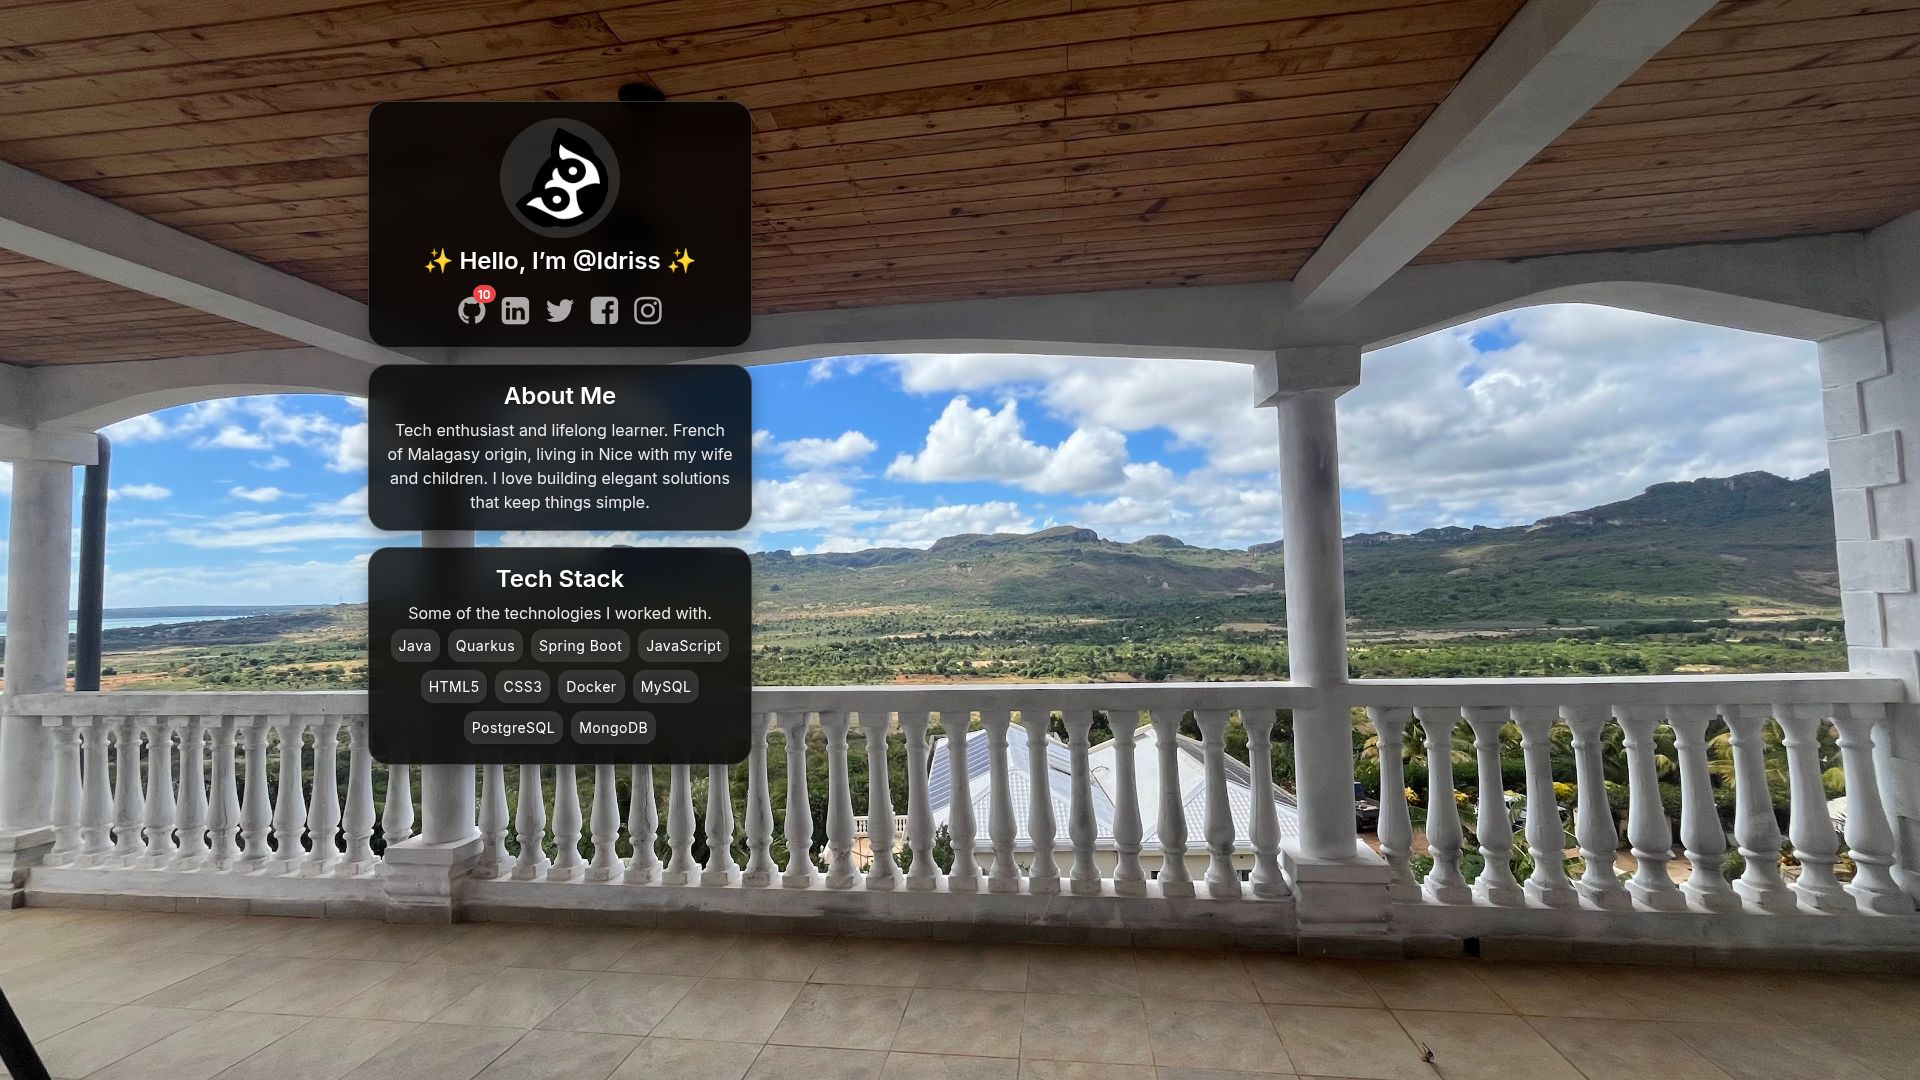 ✨ Hello, I’m @ldriss ✨
10
About Me
Tech enthusiast and lifelong learner. French
of Malagasy origin, living in Nice with my wife
and children. I love building elegant solutions
that keep things simple.
Tech Stack
Some of the technologies I worked with.
Java Quarkus Spring Boot JavaScript
HTML5 CSS3 Docker MySQL
PostgreSQL MongoDB